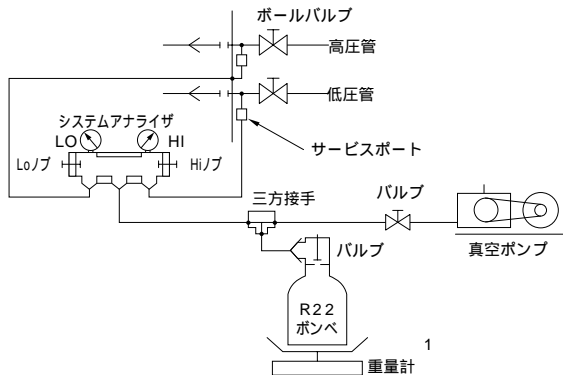 ボールバルブ
高圧管
低圧管
システムアナライザ
LO
HI
サービスポート
Loノブ
Hiノブ
三方接手
バルブ
バルブ
真空ポンプ
R22
ボンベ
1
重量計